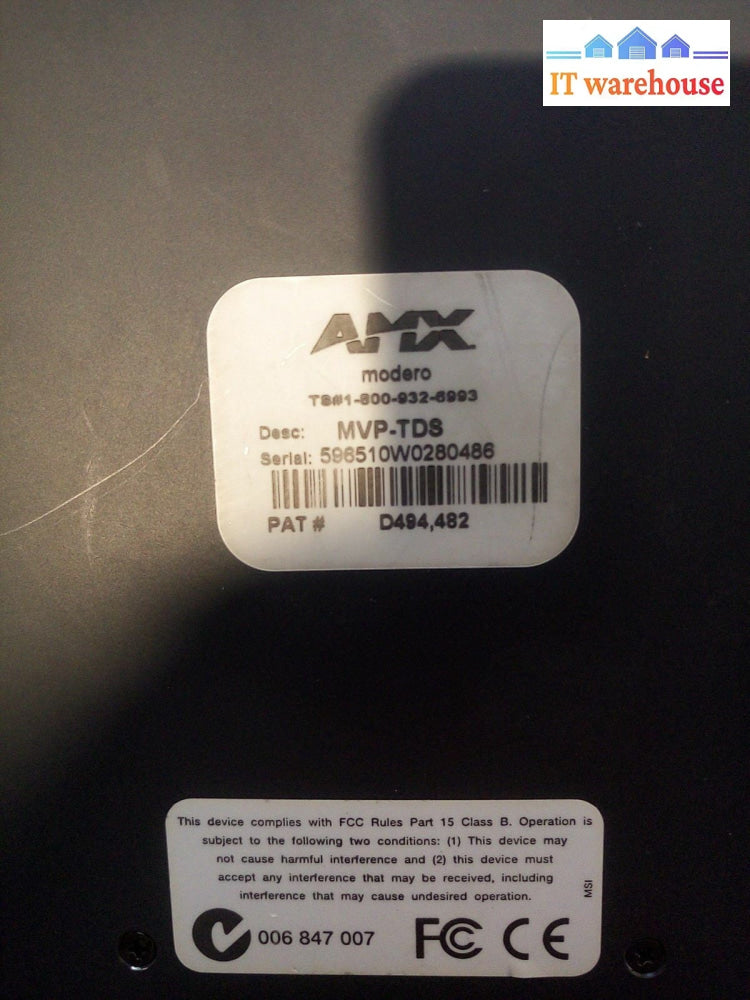 IT warehouse
AMX
modero
TS#1-800-932-6993
Desc: MVP-TDS
Serial: 596510W0280486
PAT # D494,482
This device complies with FCC Rules Part 15 Class B. Operation is
subject to the following two conditions: (1) This device may
not cause harmful interference and (2) this device must
accept any interference that may be received, including
interference that may cause undesired operation.
MSI
006 847 007 FC CE